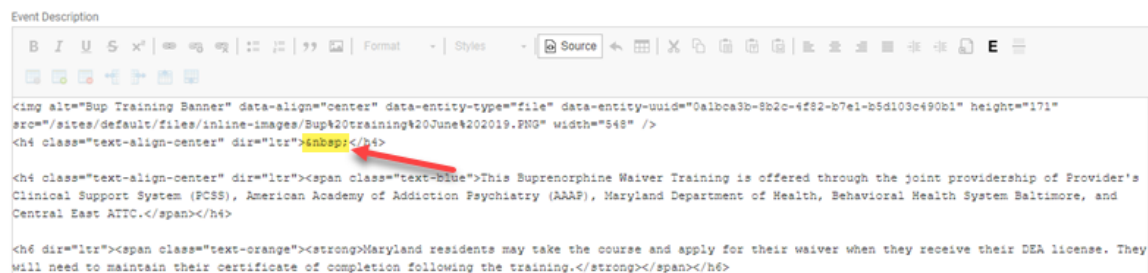 Event Description
B I U S x² Format Styles Source E
<img alt="Bup Training Banner" data-align="center" data-entity-type="file" data-entity-uuid="0a1bca3b-8b2c-4f82-b7e1-b5d103c490b1" height="171"
src="/sites/default/files/inline-images/Bup%20training%20June%202019.PNG" width="548" />
<h4 class="text-align-center" dir="ltr">&nbsp;</h4>
<h4 class="text-align-center" dir="ltr"><span class="text-blue">This Buprenorphine Waiver Training is offered through the joint providership of Provider's
Clinical Support System (PCSS), American Academy of Addiction Psychiatry (AAAP), Maryland Department of Health, Behavioral Health System Baltimore, and
Central East ATTC.</span></h4>
<h6 dir="ltr"><span class="text-orange"><strong>Maryland residents may take the course and apply for their waiver when they receive their DEA license. They
will need to maintain their certificate of completion following the training.</strong></span></h6>